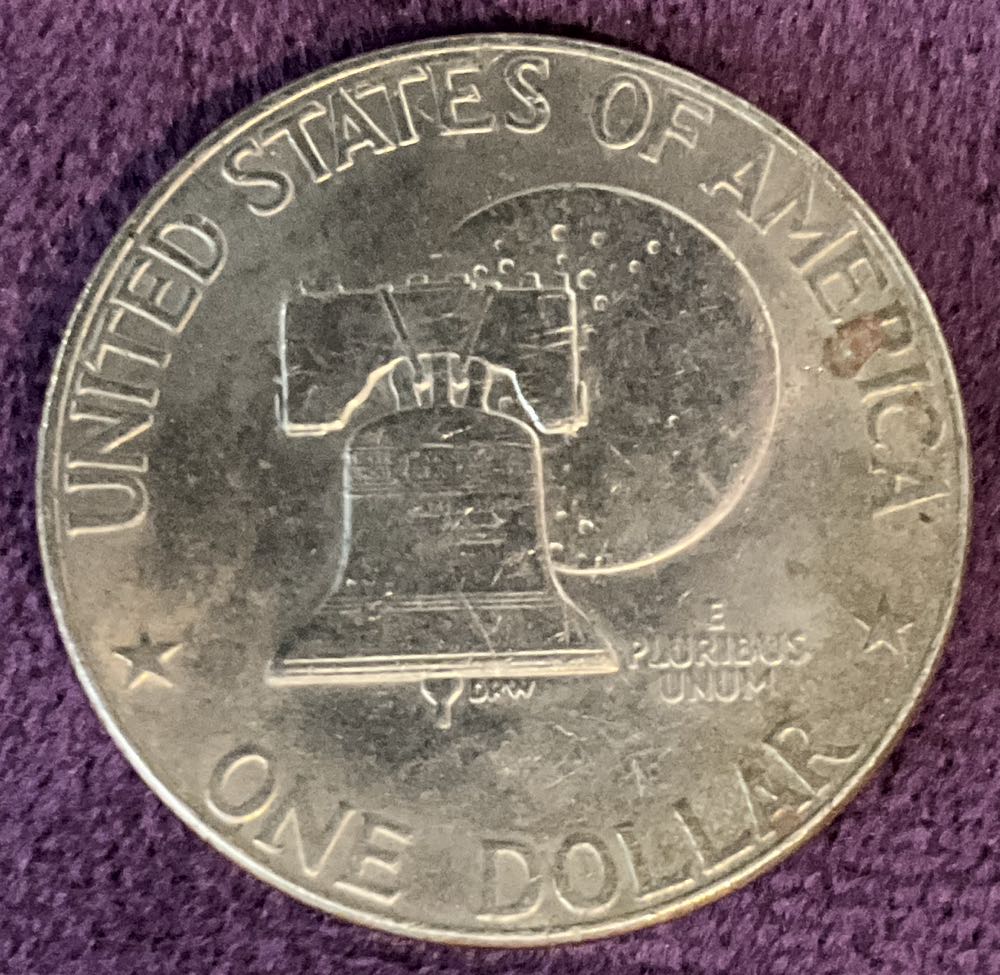 UNITED STATES OF AMERICA
E
PLURIBUS
UNUM
DRW
ONE DOLLAR